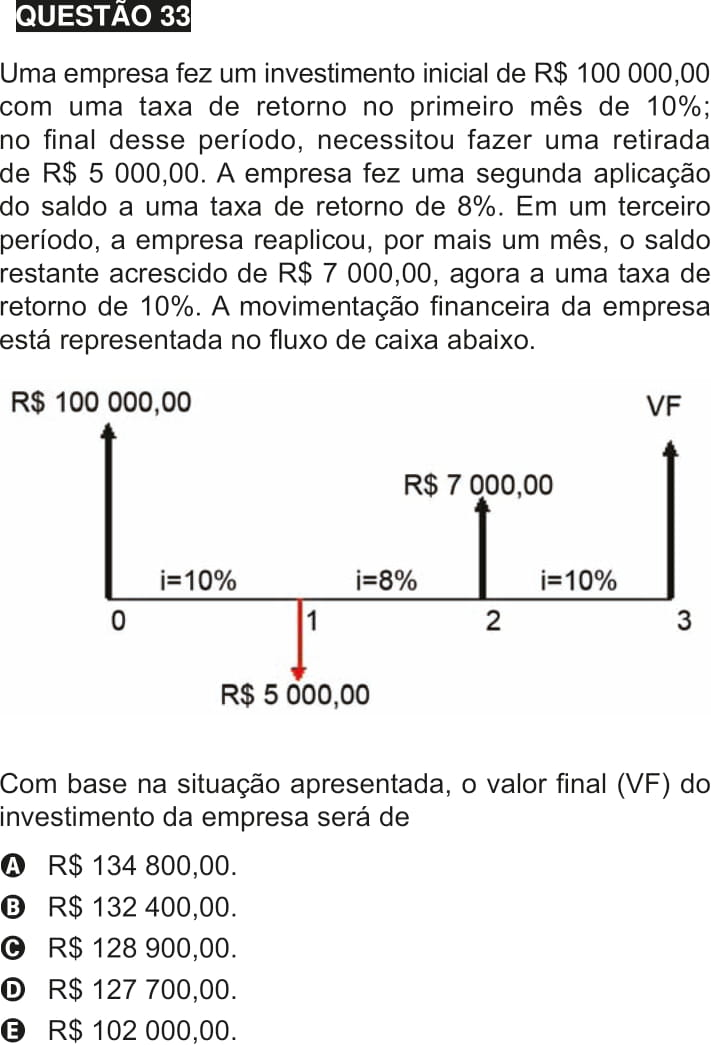 QUESTÃO 33
Uma empresa fez um investimento inicial de R$ 100 000,00
com uma taxa de retorno no primeiro mês de 10%;
no final desse período, necessitou fazer uma retirada
de R$ 5 000,00. A empresa fez uma segunda aplicação
do saldo a uma taxa de retorno de 8%. Em um terceiro
período, a empresa reaplicou, por mais um mês, o saldo
restante acrescido de R$ 7 000,00, agora a uma taxa de
retorno de 10%. A movimentação financeira da empresa
está representada no fluxo de caixa abaixo.
R$ 100 000,00 VF
R$ 7 000,00
i=10% i=8% i=10%
0 1 2 3
R$ 5 000,00
Com base na situação apresentada, o valor final (VF) do
investimento da empresa será de
A R$ 134 800,00.
B R$ 132 400,00.
C R$ 128 900,00.
D R$ 127 700,00.
E R$ 102 000,00.